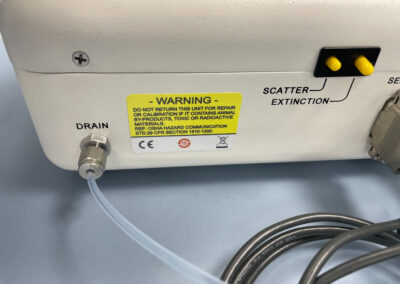 SCATTER
EXTINCTION
SE
DRAIN
- WARNING -
DO NOT RETURN THIS UNIT FOR REPAIR
OR CALIBRATION IF IT CONTAINS ANIMAL
BY-PRODUCTS, TOXIC OR RADIOACTIVE
MATERIALS.
REF: OSHA HAZARD COMMUNICATION
STD.29 CFR SECTION 1910-1200.
CE